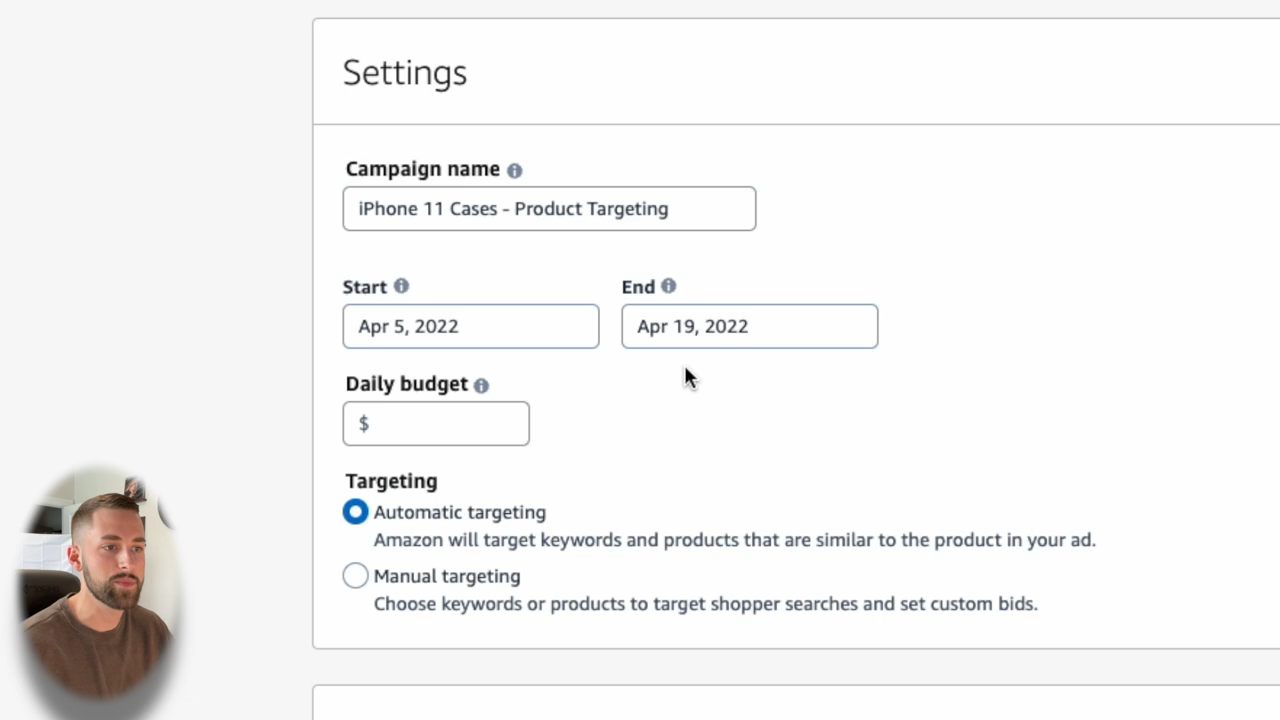 Settings
Campaign name
iPhone 11 Cases - Product Targeting
Start End
Apr 5, 2022 Apr 19, 2022
Daily budget
$
Targeting
Automatic targeting
Amazon will target keywords and products that are similar to the product in your ad.
Manual targeting
Choose keywords or products to target shopper searches and set custom bids.